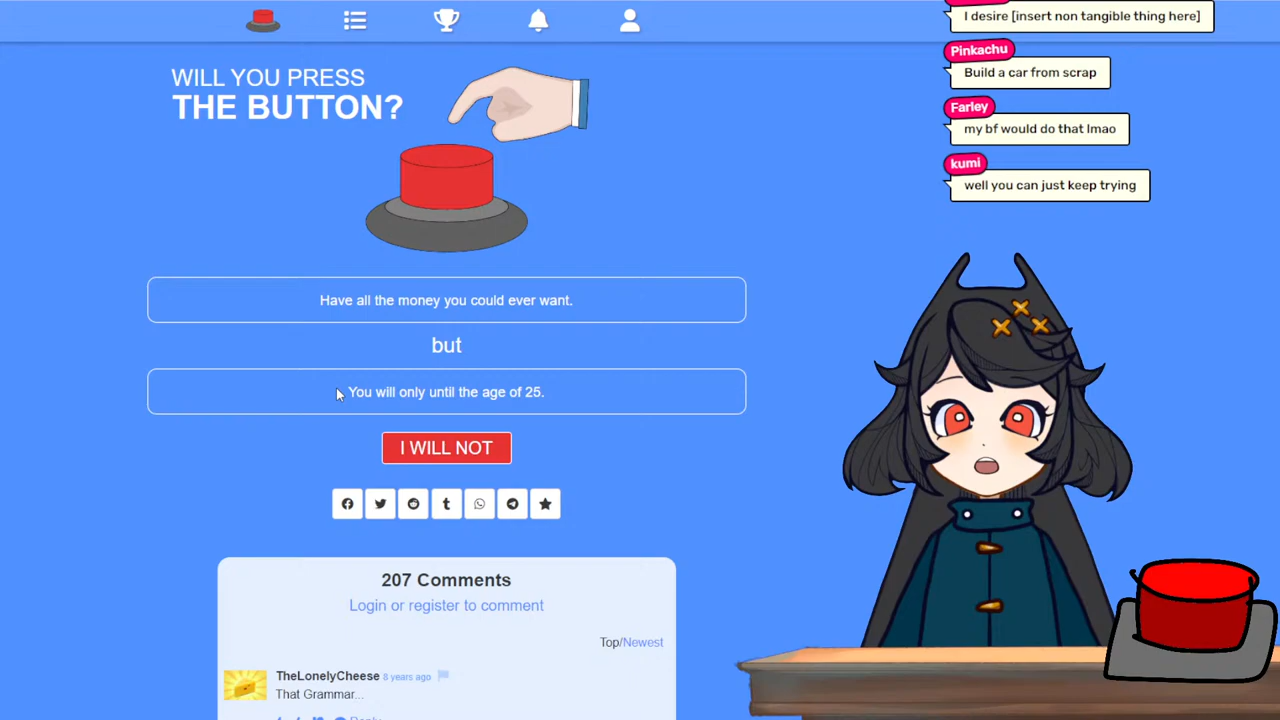 WILL YOU PRESS
THE BUTTON?
Have all the money you could ever want.
but
You will only until the age of 25.
I WILL NOT
207 Comments
Login or register to comment
Top/Newest
TheLonelyCheese 8 years ago
That Grammar...
I desire [insert non tangible thing here]
Pinkachu
Build a car from scrap
Farley
my bf would do that lmao
kumi
well you can just keep trying